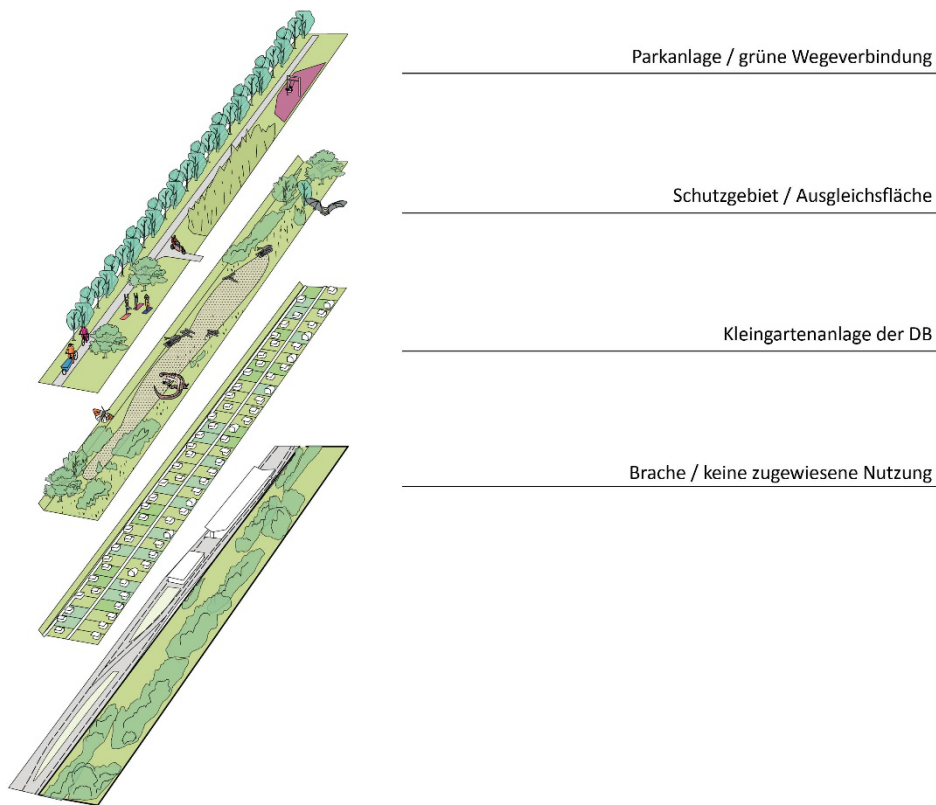 Parkanlage / grüne Wegeverbindung
Schutzgebiet / Ausgleichsfläche
Kleingartenanlage der DB
Brache / keine zugewiesene Nutzung